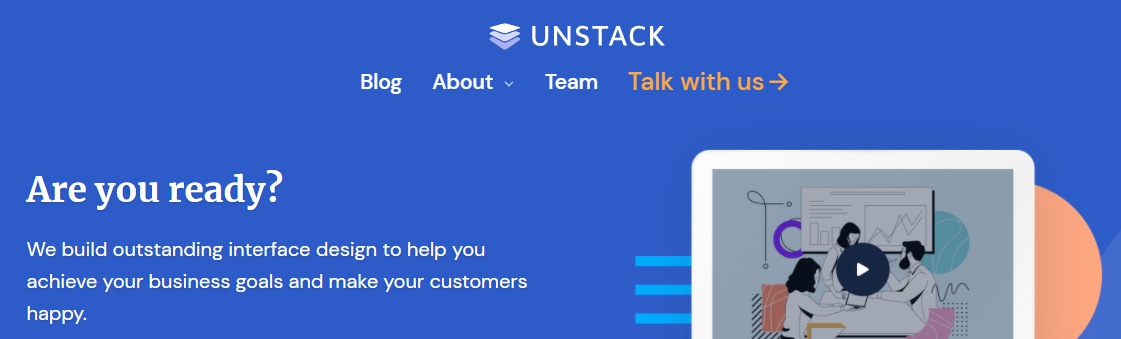 UNSTACK
Blog About Team Talk with us
Are you ready?
We build outstanding interface design to help you
achieve your business goals and make your customers
happy.